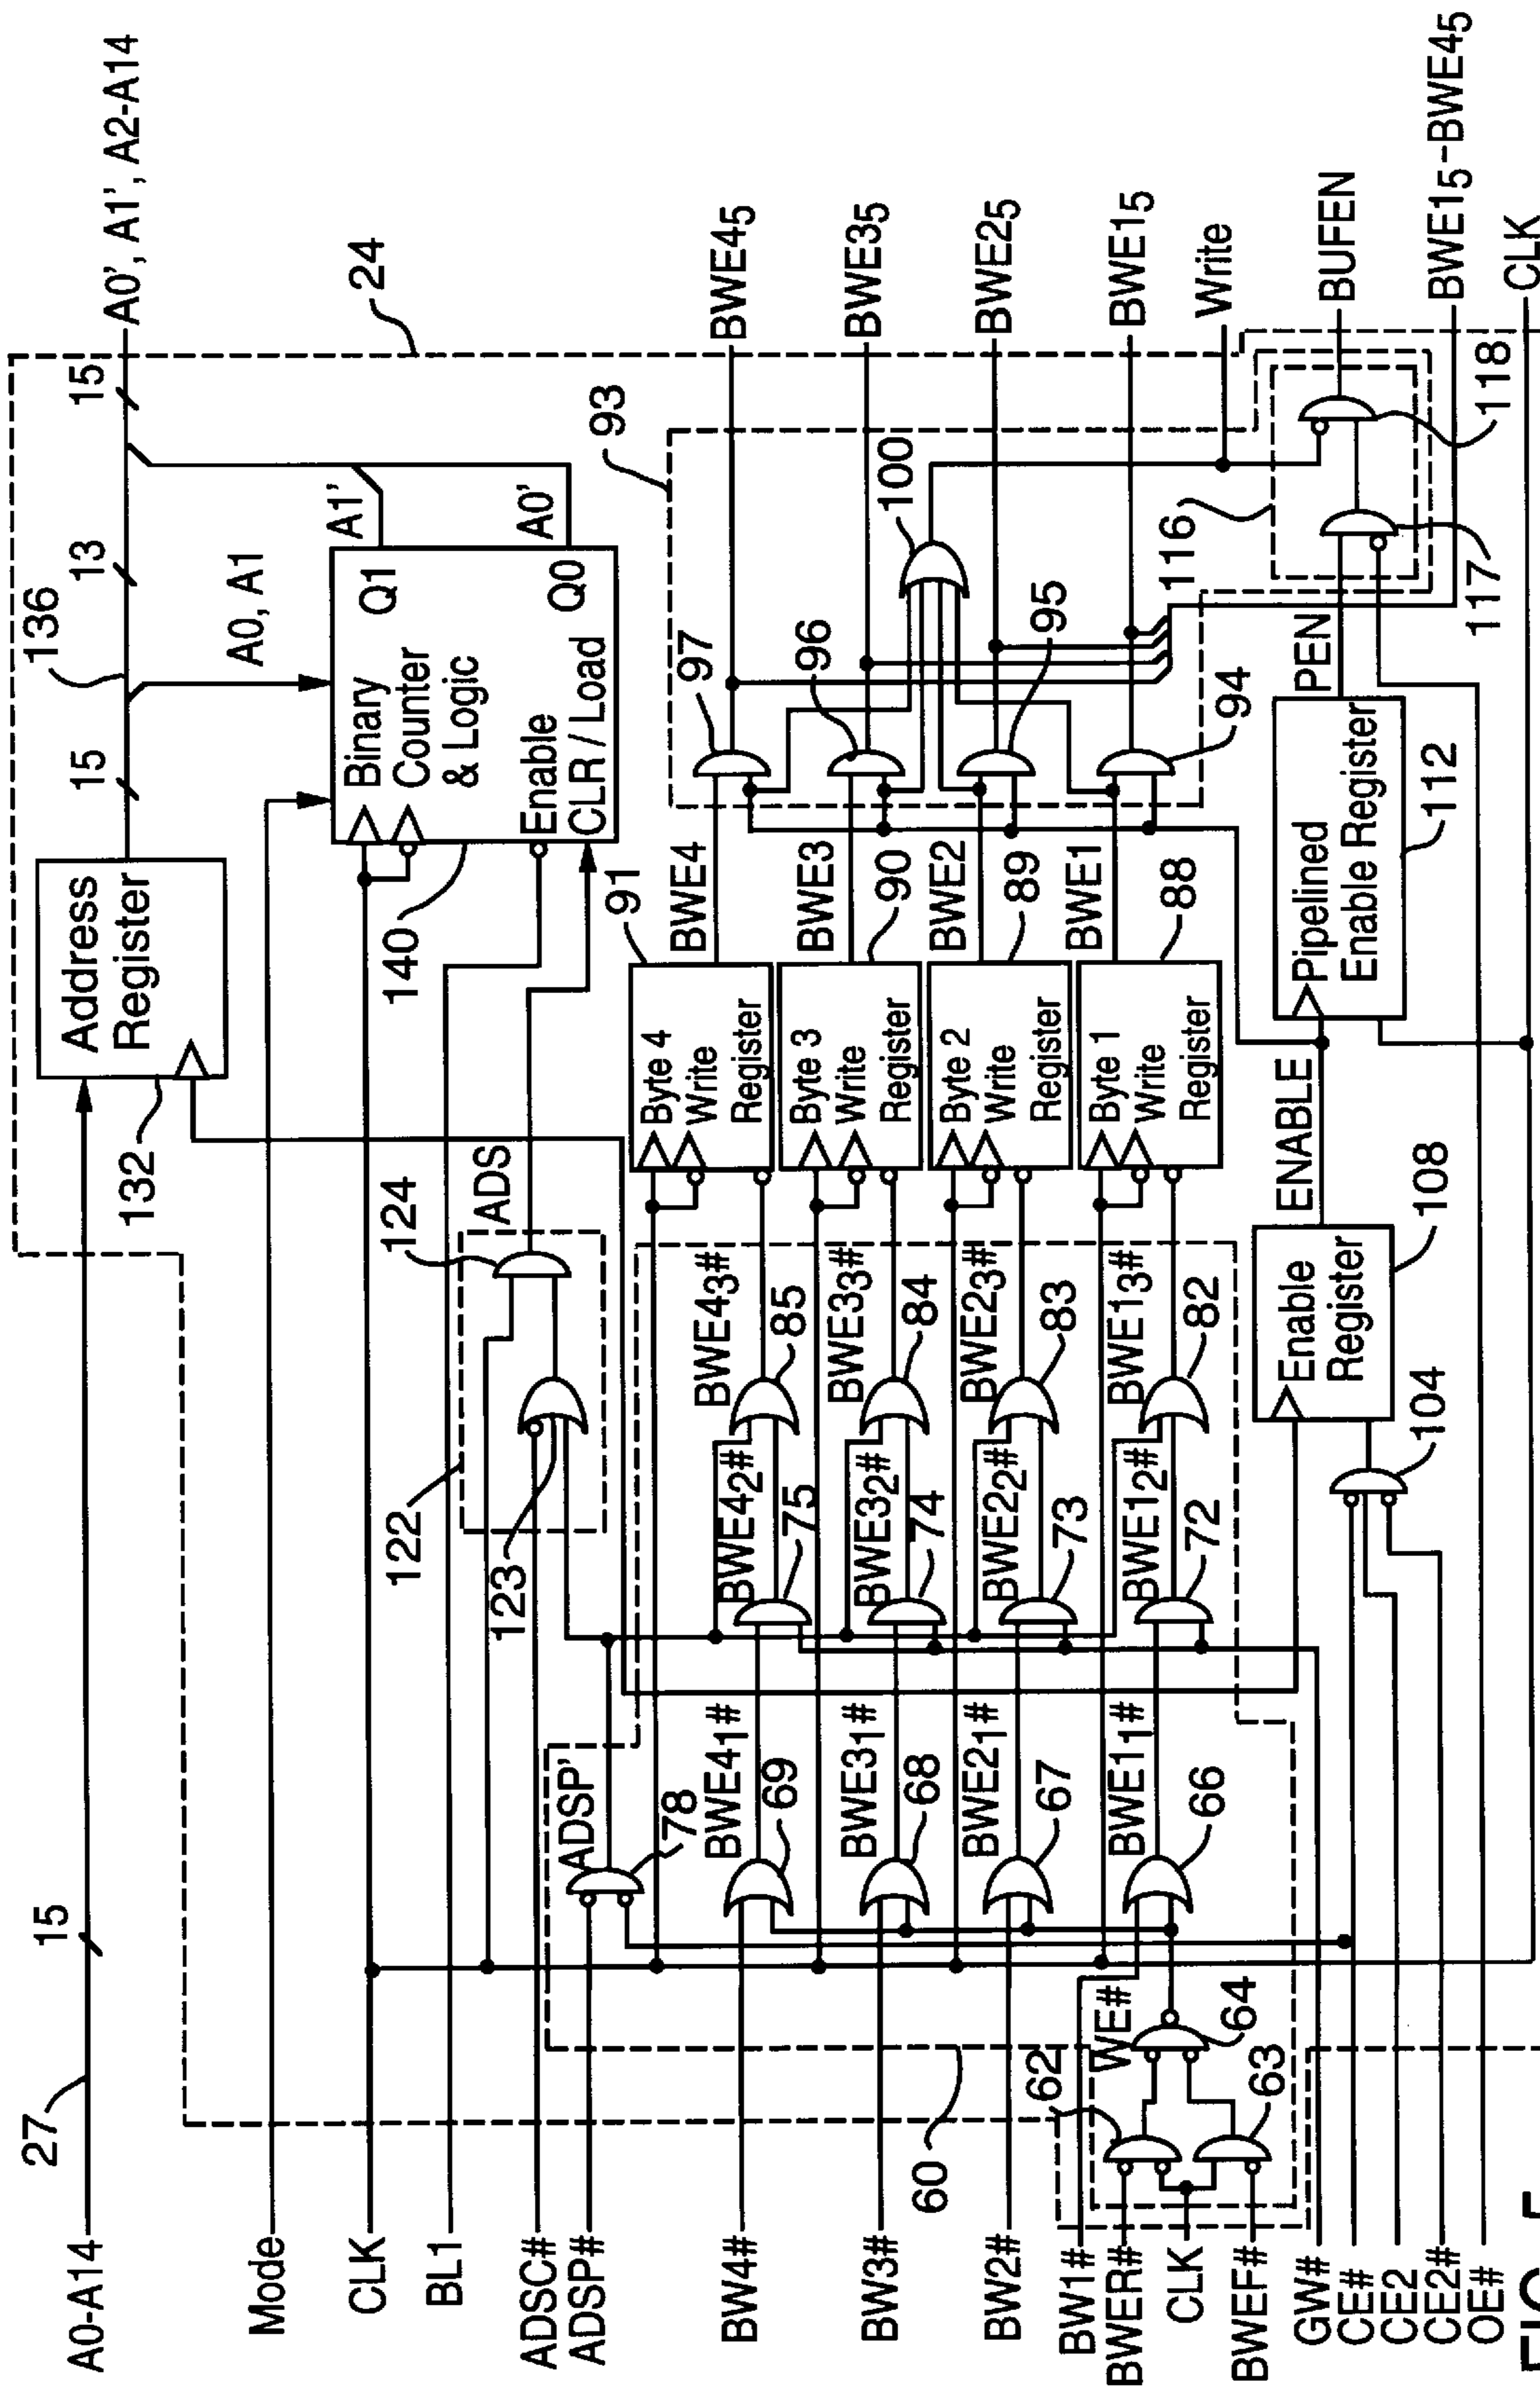 A0-A14
27
15
132
Address
Register
15
136
13
15
A0', A1', A2-A14
24
Mode
CLK
BL1
ADSC#
ADSP#
A0, A1
Binary
Counter
& Logic
Enable
CLR / Load
Q1
Q0
A1'
A0'
140
122
123
124
ADS
ADSP'
78
BW4#
BW3#
BW2#
BW1#
BWER#
CLK
BWEF#
GW#
CE#
CE2
CE2#
OE#
60
62
63
64
WE#
BWE41#
69
BWE31#
68
BWE21#
67
BWE11#
66
BWE42#
75
BWE32#
74
BWE22#
73
BWE12#
72
BWE43#
85
BWE33#
84
BWE23#
83
BWE13#
82
Byte 4
Write
Register
91
Byte 3
Write
Register
90
Byte 2
Write
Register
89
Byte 1
Write
Register
88
BWE4
BWE3
BWE2
BWE1
93
97
96
95
94
100
116
117
118
BWE45
BWE35
BWE25
BWE15
Write
BUFEN
BWE15-BWE45
CLK
104
Enable
Register
108
ENABLE
Pipelined
Enable Register
112
PEN